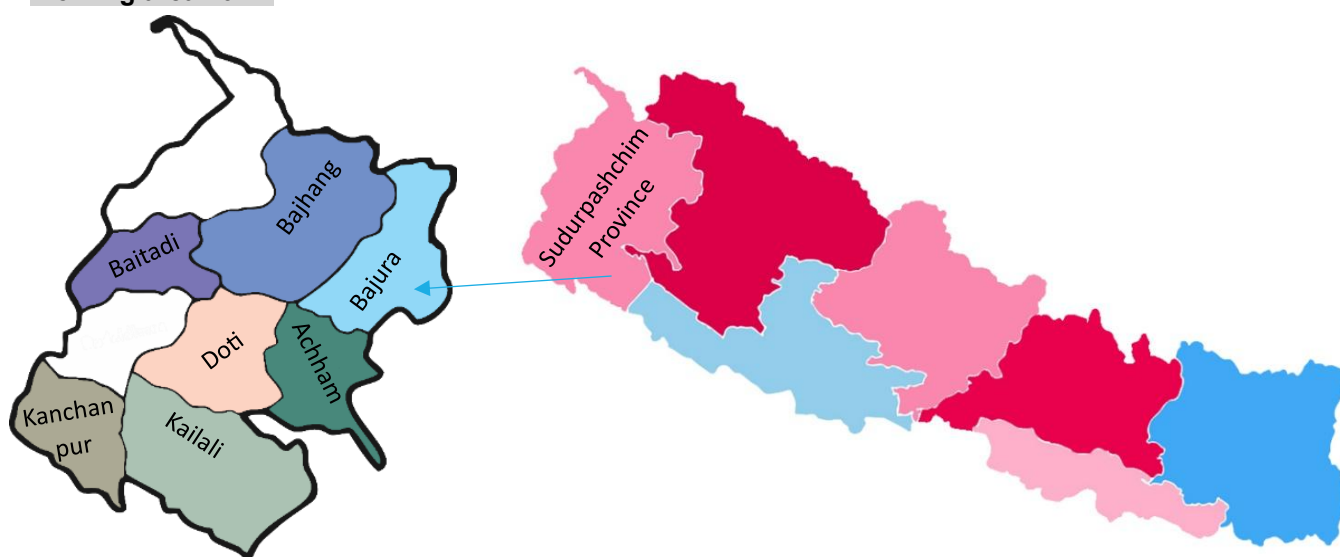 Bajhang
Baitadi
Bajura
Doti
Achham
Kanchan
pur
Kailali
Sudurpashchim
Province